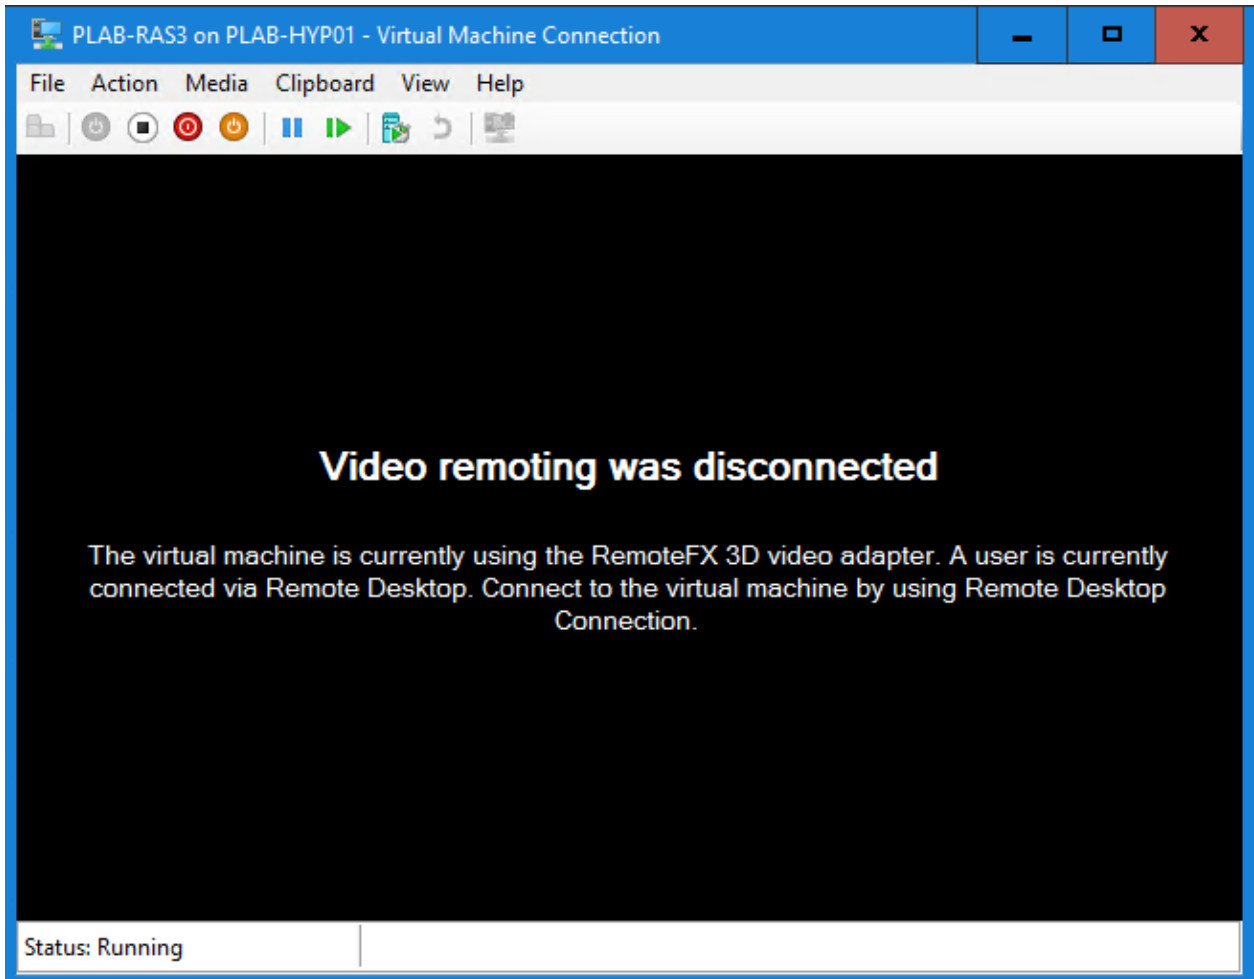 PLAB-RAS3 on PLAB-HYP01 - Virtual Machine Connection
File Action Media Clipboard View Help
Video remoting was disconnected
The virtual machine is currently using the RemoteFX 3D video adapter. A user is currently
connected via Remote Desktop. Connect to the virtual machine by using Remote Desktop
Connection.
Status: Running